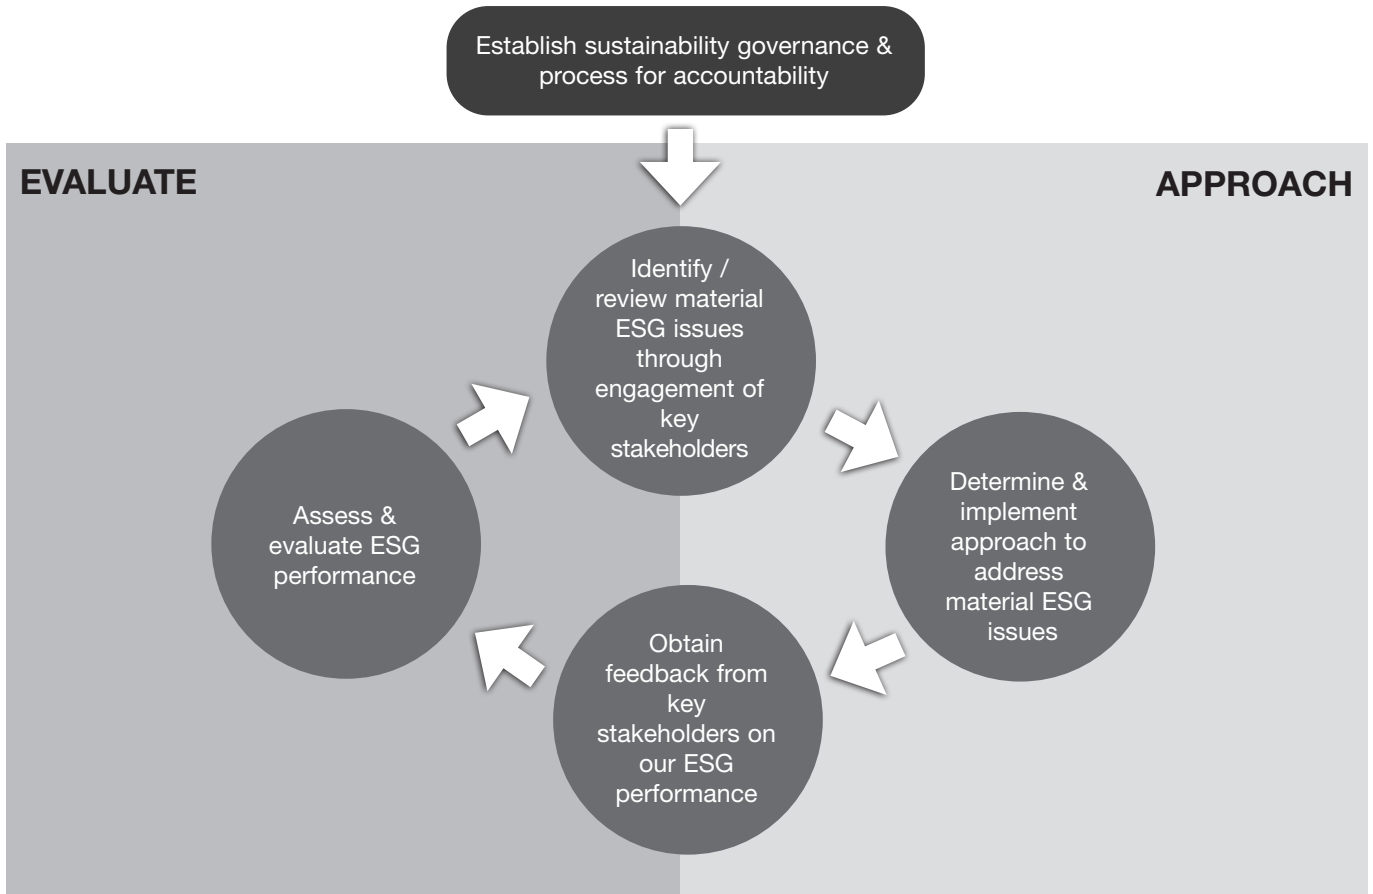 Establish sustainability governance &
process for accountability
EVALUATE
APPROACH
Identify /
review material
ESG issues
through
engagement of
key
stakeholders
Determine &
implement
approach to
address
material ESG
issues
Obtain
feedback from
key
stakeholders on
our ESG
performance
Assess &
evaluate ESG
performance